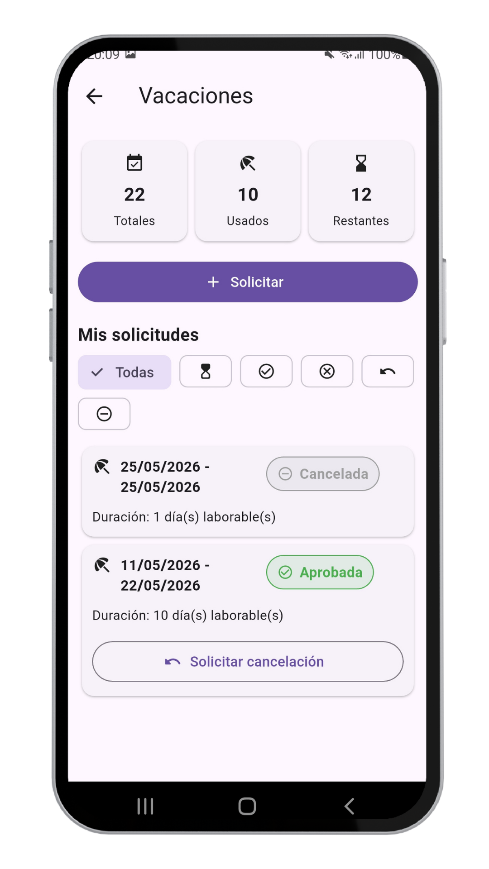 20:09
100%
Vacaciones
22
10
12
Totales
Usados
Restantes
+ Solicitar
Mis solicitudes
Todas
25/05/2026 -
25/05/2026
Cancelada
Duración: 1 día(s) laborable(s)
11/05/2026 -
22/05/2026
Aprobada
Duración: 10 día(s) laborable(s)
Solicitar cancelación